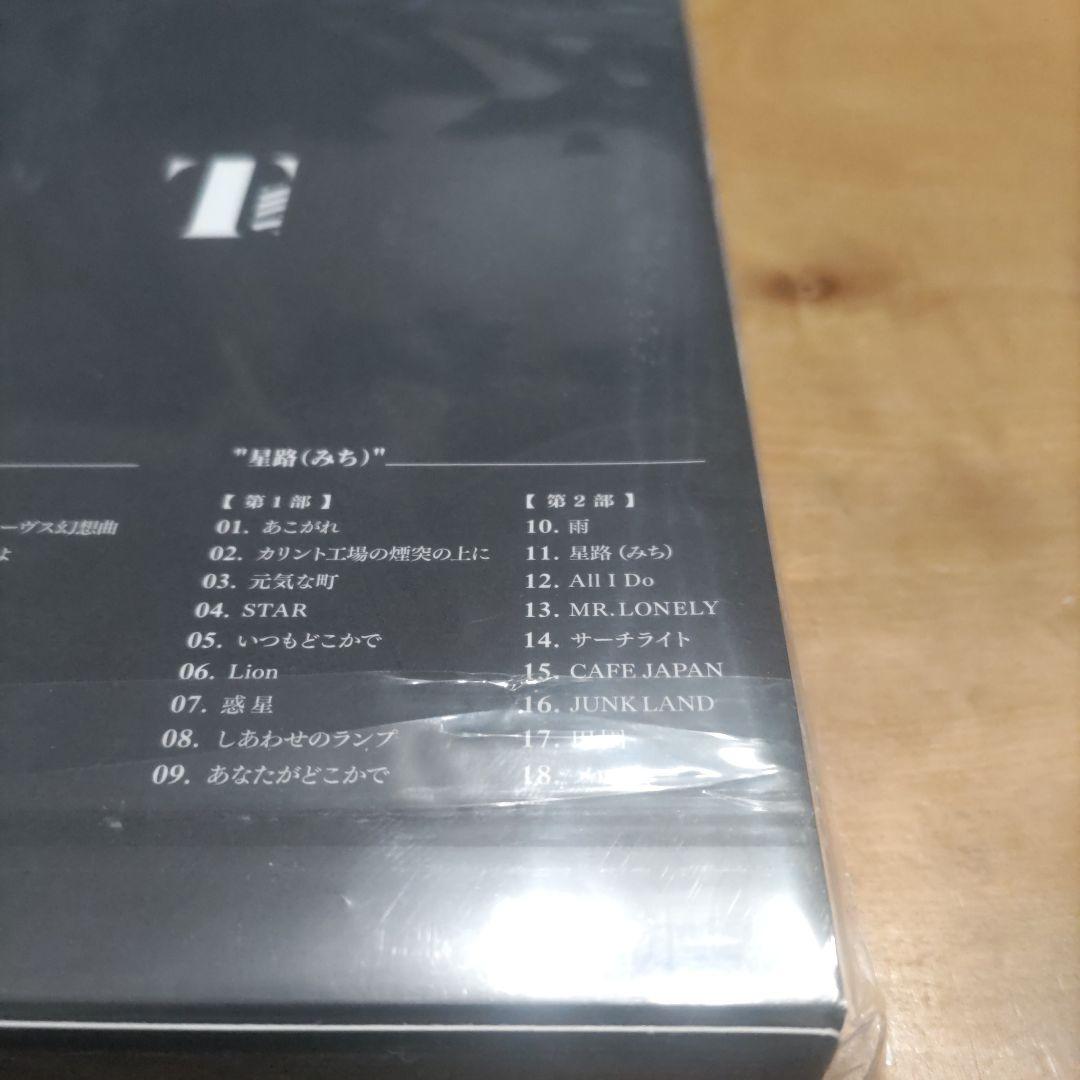 T
ーヴス幻想曲
よ
"星路(みち)"
【 第1部 】
01. あこがれ
02. カリント工場の煙突の上に
03. 元気な町
04. STAR
05. いつもどこかで
06. Lion
07. 惑星
08. しあわせのランプ
09. あなたがどこかで
【 第2部 】
10. 雨
11. 星路(みち)
12. All I Do
13. MR. LONELY
14. サーチライト
15. CAFE JAPAN
16. JUNK LAND
17. 田園
18.